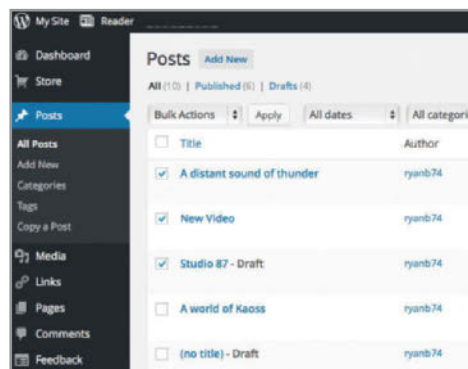 My Site Reader
Dashboard
Store
Posts
All Posts
Add New
Categories
Tags
Copy a Post
Media
Links
Pages
Comments
Feedback
Posts Add New
All (10) | Published (6) | Drafts (4)
Bulk Actions Apply All dates All categori
Title Author
A distant sound of thunder ryanb74
New Video ryanb74
Studio 87 - Draft ryanb74
A world of Kaoss ryanb74
(no title) - Draft ryanb74